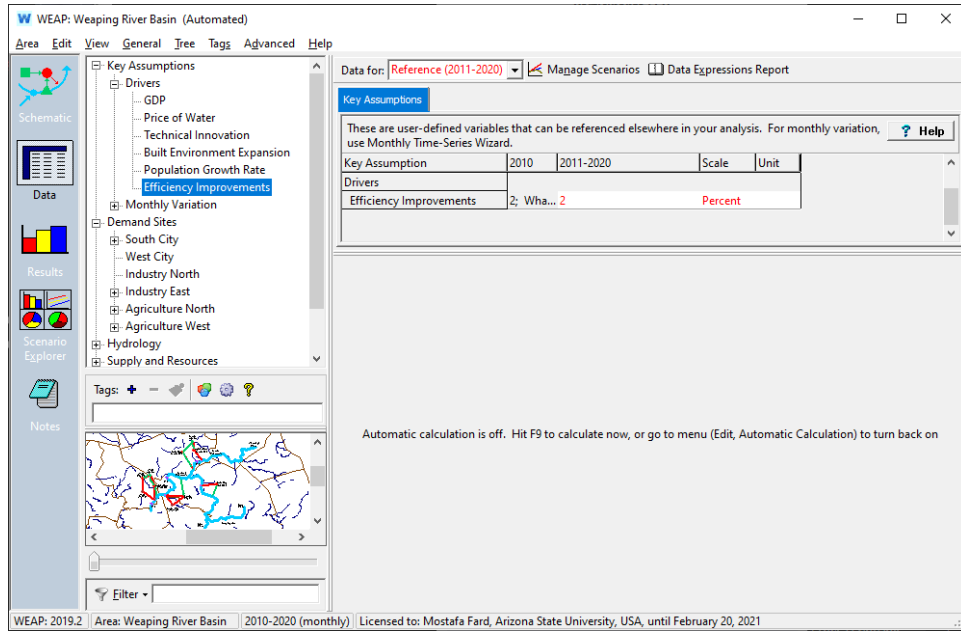 WEAP: Weaping River Basin (Automated)
Area Edit View General Tree Tags Advanced Help
Schematic
Data
Results
Scenario
Explorer
Notes
Key Assumptions
Drivers
GDP
Price of Water
Technical Innovation
Built Environment Expansion
Population Growth Rate
Efficiency Improvements
Monthly Variation
Demand Sites
South City
West City
Industry North
Industry East
Agriculture North
Agriculture West
Hydrology
Supply and Resources
Tags:
Filter
Data for: Reference (2011-2020) Manage Scenarios Data Expressions Report
Key Assumptions
These are user-defined variables that can be referenced elsewhere in your analysis. For monthly variation,
use Monthly Time-Series Wizard.
? Help
Key Assumption 2010 2011-2020 Scale Unit
Drivers
Efficiency Improvements 2; Wha... 2 Percent
Automatic calculation is off. Hit F9 to calculate now, or go to menu (Edit, Automatic Calculation) to turn back on
WEAP: 2019.2 Area: Weaping River Basin 2010-2020 (monthly) Licensed to: Mostafa Fard, Arizona State University, USA, until February 20, 2021